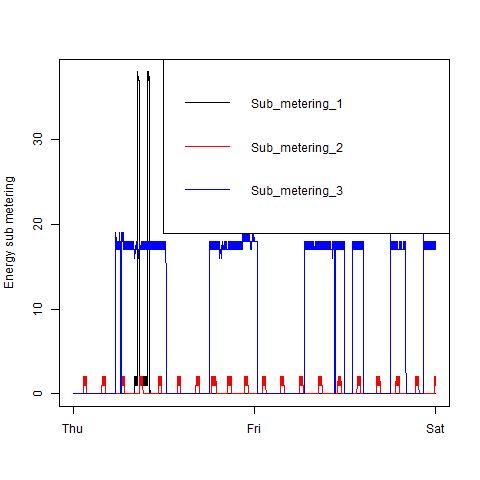 Sub_metering_1
Sub_metering_2
Sub_metering_3
Energy sub metering
30
20
10
0
Thu Fri Sat